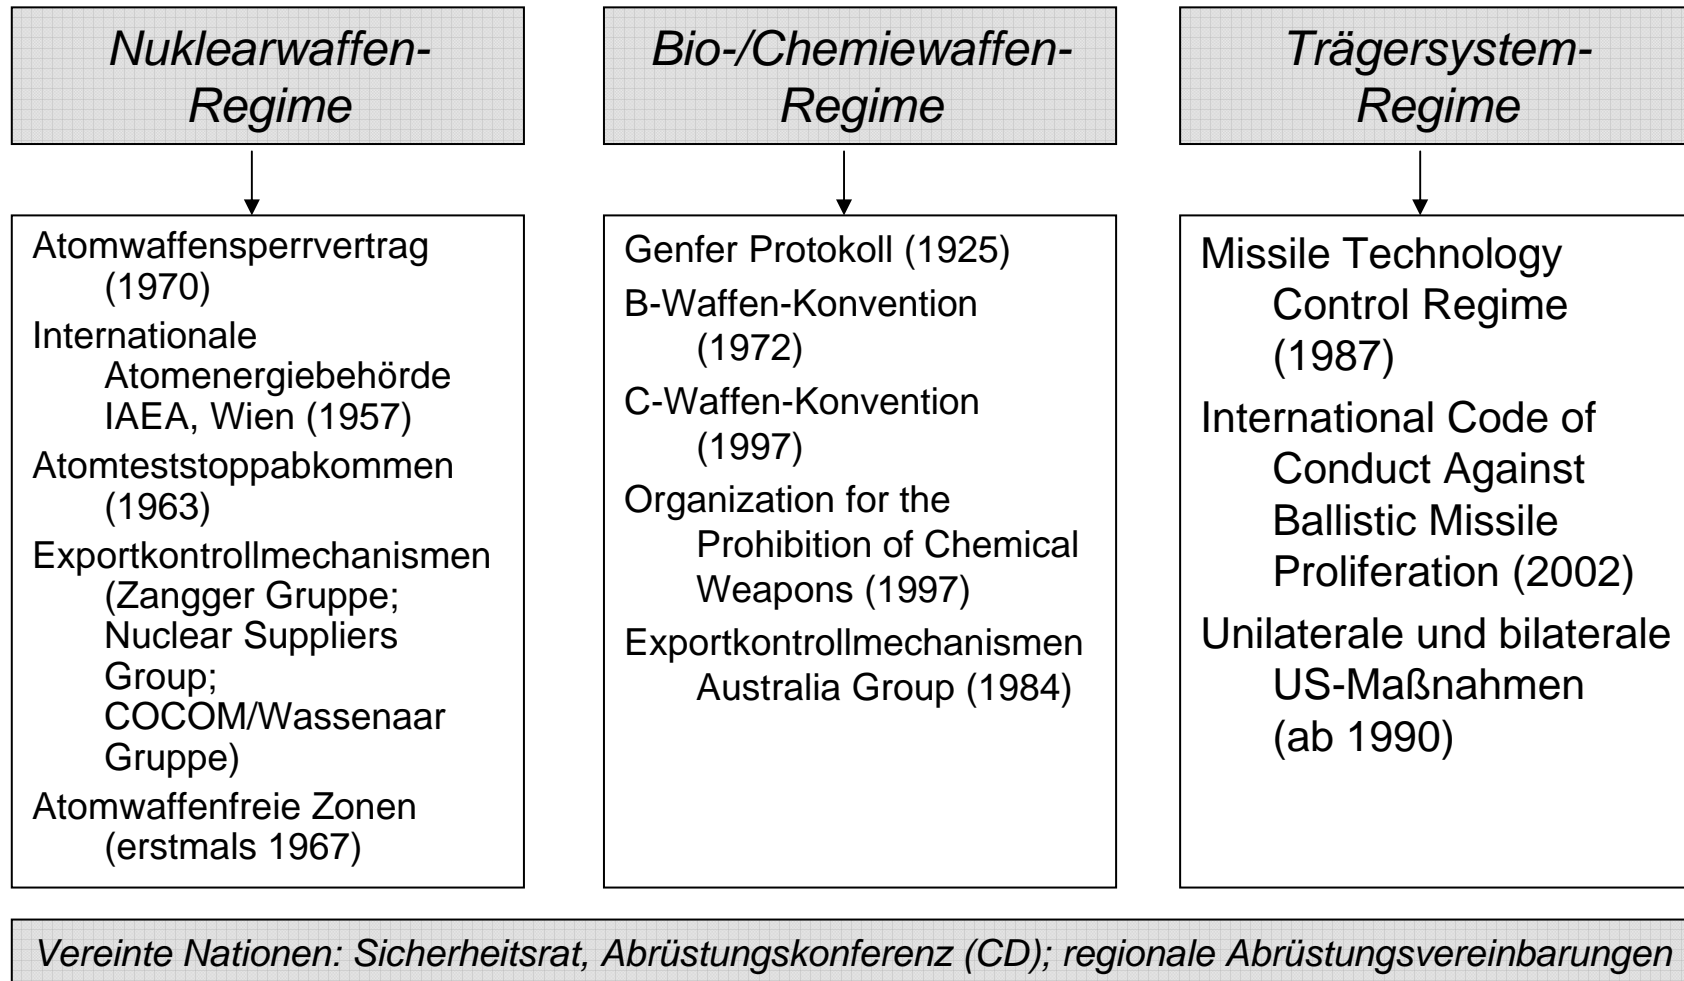 Nuklearwaffen-
Regime
Bio-/Chemiewaffen-
Regime
Trägersystem-
Regime
Atomwaffensperrvertrag
(1970)
Internationale
Atomenergiebehörde
IAEA, Wien (1957)
Atomteststoppabkommen
(1963)
Exportkontrollmechanismen
(Zangger Gruppe;
Nuclear Suppliers
Group;
COCOM/Wassenaar
Gruppe)
Atomwaffenfreie Zonen
(erstmals 1967)
Genfer Protokoll (1925)
B-Waffen-Konvention
(1972)
C-Waffen-Konvention
(1997)
Organization for the
Prohibition of Chemical
Weapons (1997)
Exportkontrollmechanismen
Australia Group (1984)
Missile Technology
Control Regime
(1987)
International Code of
Conduct Against
Ballistic Missile
Proliferation (2002)
Unilaterale und bilaterale
US-Maßnahmen
(ab 1990)
Vereinte Nationen: Sicherheitsrat, Abrüstungskonferenz (CD); regionale Abrüstungsvereinbarungen